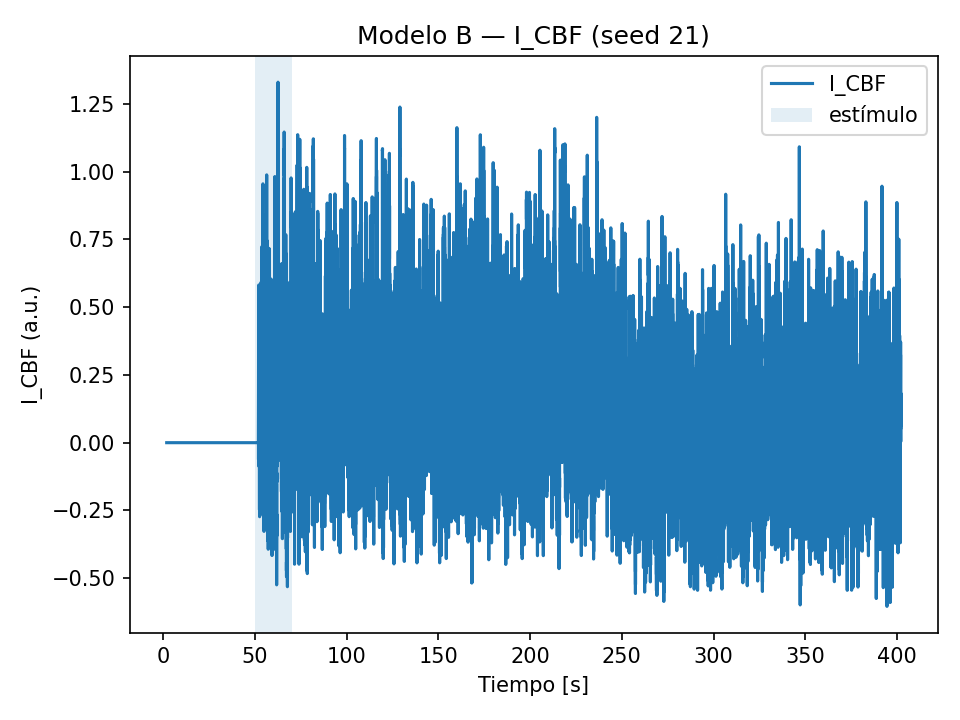 Modelo B — I_CBF (seed 21)
I_CBF
estímulo
I_CBF (a.u.)
1.25
1.00
0.75
0.50
0.25
0.00
−0.25
−0.50
0 50 100 150 200 250 300 350 400
Tiempo [s]